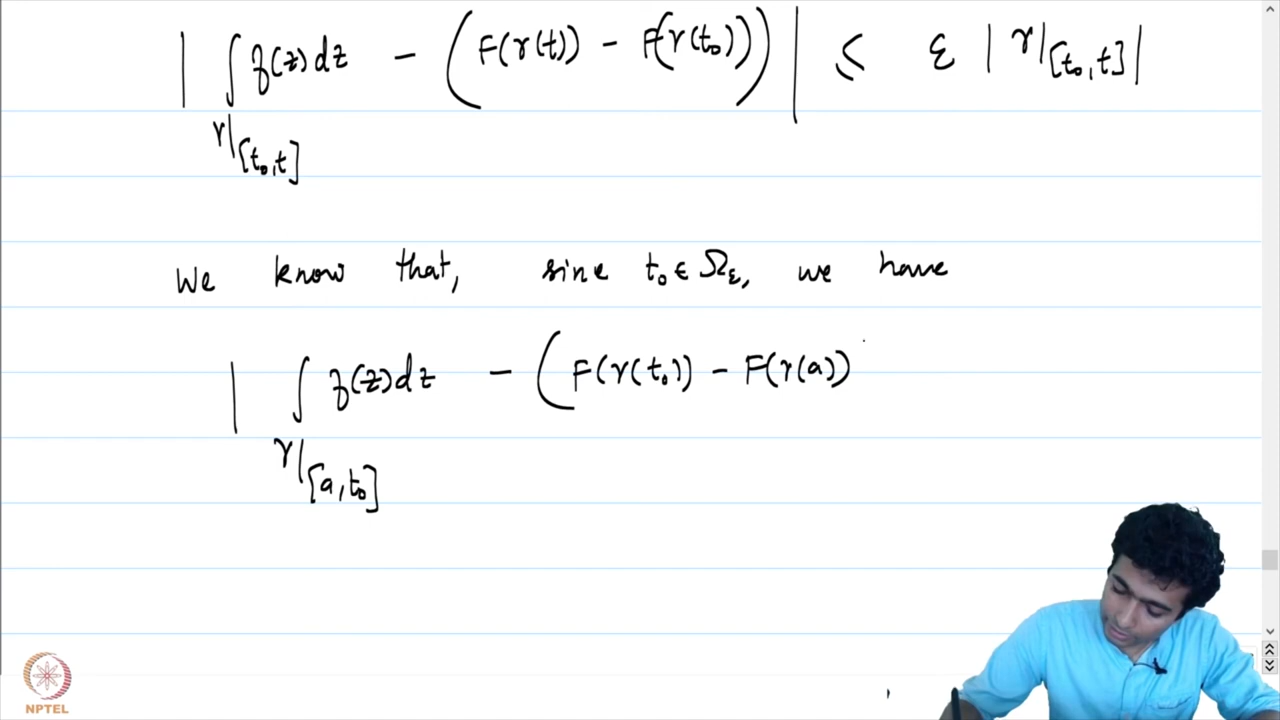 | ∫ f(z)dz − (F(γ(t)) − F(γ(t₀))) | ≤ ε |γ|[t₀,t]|
γ|[t₀,t]
We know that, since t₀ ∈ Ω_ε, we have
| ∫ f(z)dz − (F(γ(t₀)) − F(γ(a))
γ|[a,t₀]
NPTEL